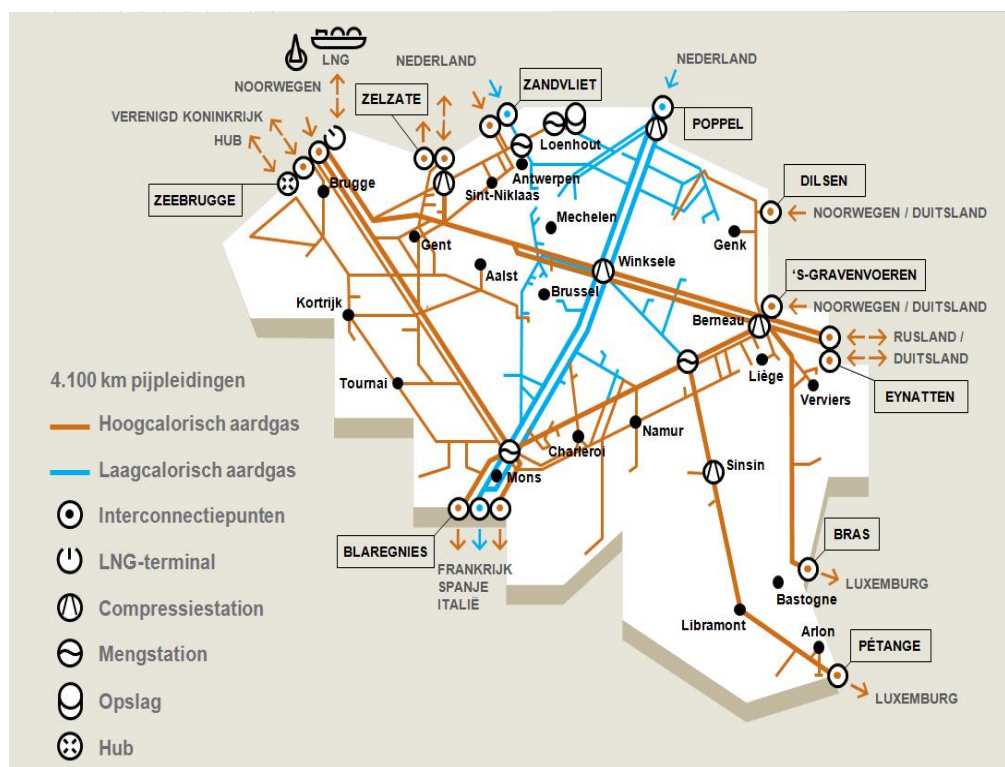 LNG
NOORWEGEN
VERENIGD KONINKRIJK
HUB
ZEEBRUGGE
Brugge
NEDERLAND
ZELZATE
ZANDVLIET
Loenhout
Antwerpen
Sint-Niklaas
NEDERLAND
POPPEL
DILSEN
NOORWEGEN / DUITSLAND
Mechelen
Genk
Gent
Aalst
Brussel
Winksele
'S-GRAVENVOEREN
NOORWEGEN / DUITSLAND
Berneau
RUSLAND /
DUITSLAND
EYNATTEN
Kortrijk
Liège
Verviers
Tournai
Namur
Charleroi
Mons
Sinsin
BLAREGNIES
FRANKRIJK
SPANJE
ITALIË
BRAS
LUXEMBURG
Bastogne
Libramont
Arlon
PÉTANGE
LUXEMBURG
4.100 km pijpleidingen
Hoogcalorisch aardgas
Laagcalorisch aardgas
Interconnectiepunten
LNG-terminal
Compressiestation
Mengstation
Opslag
Hub